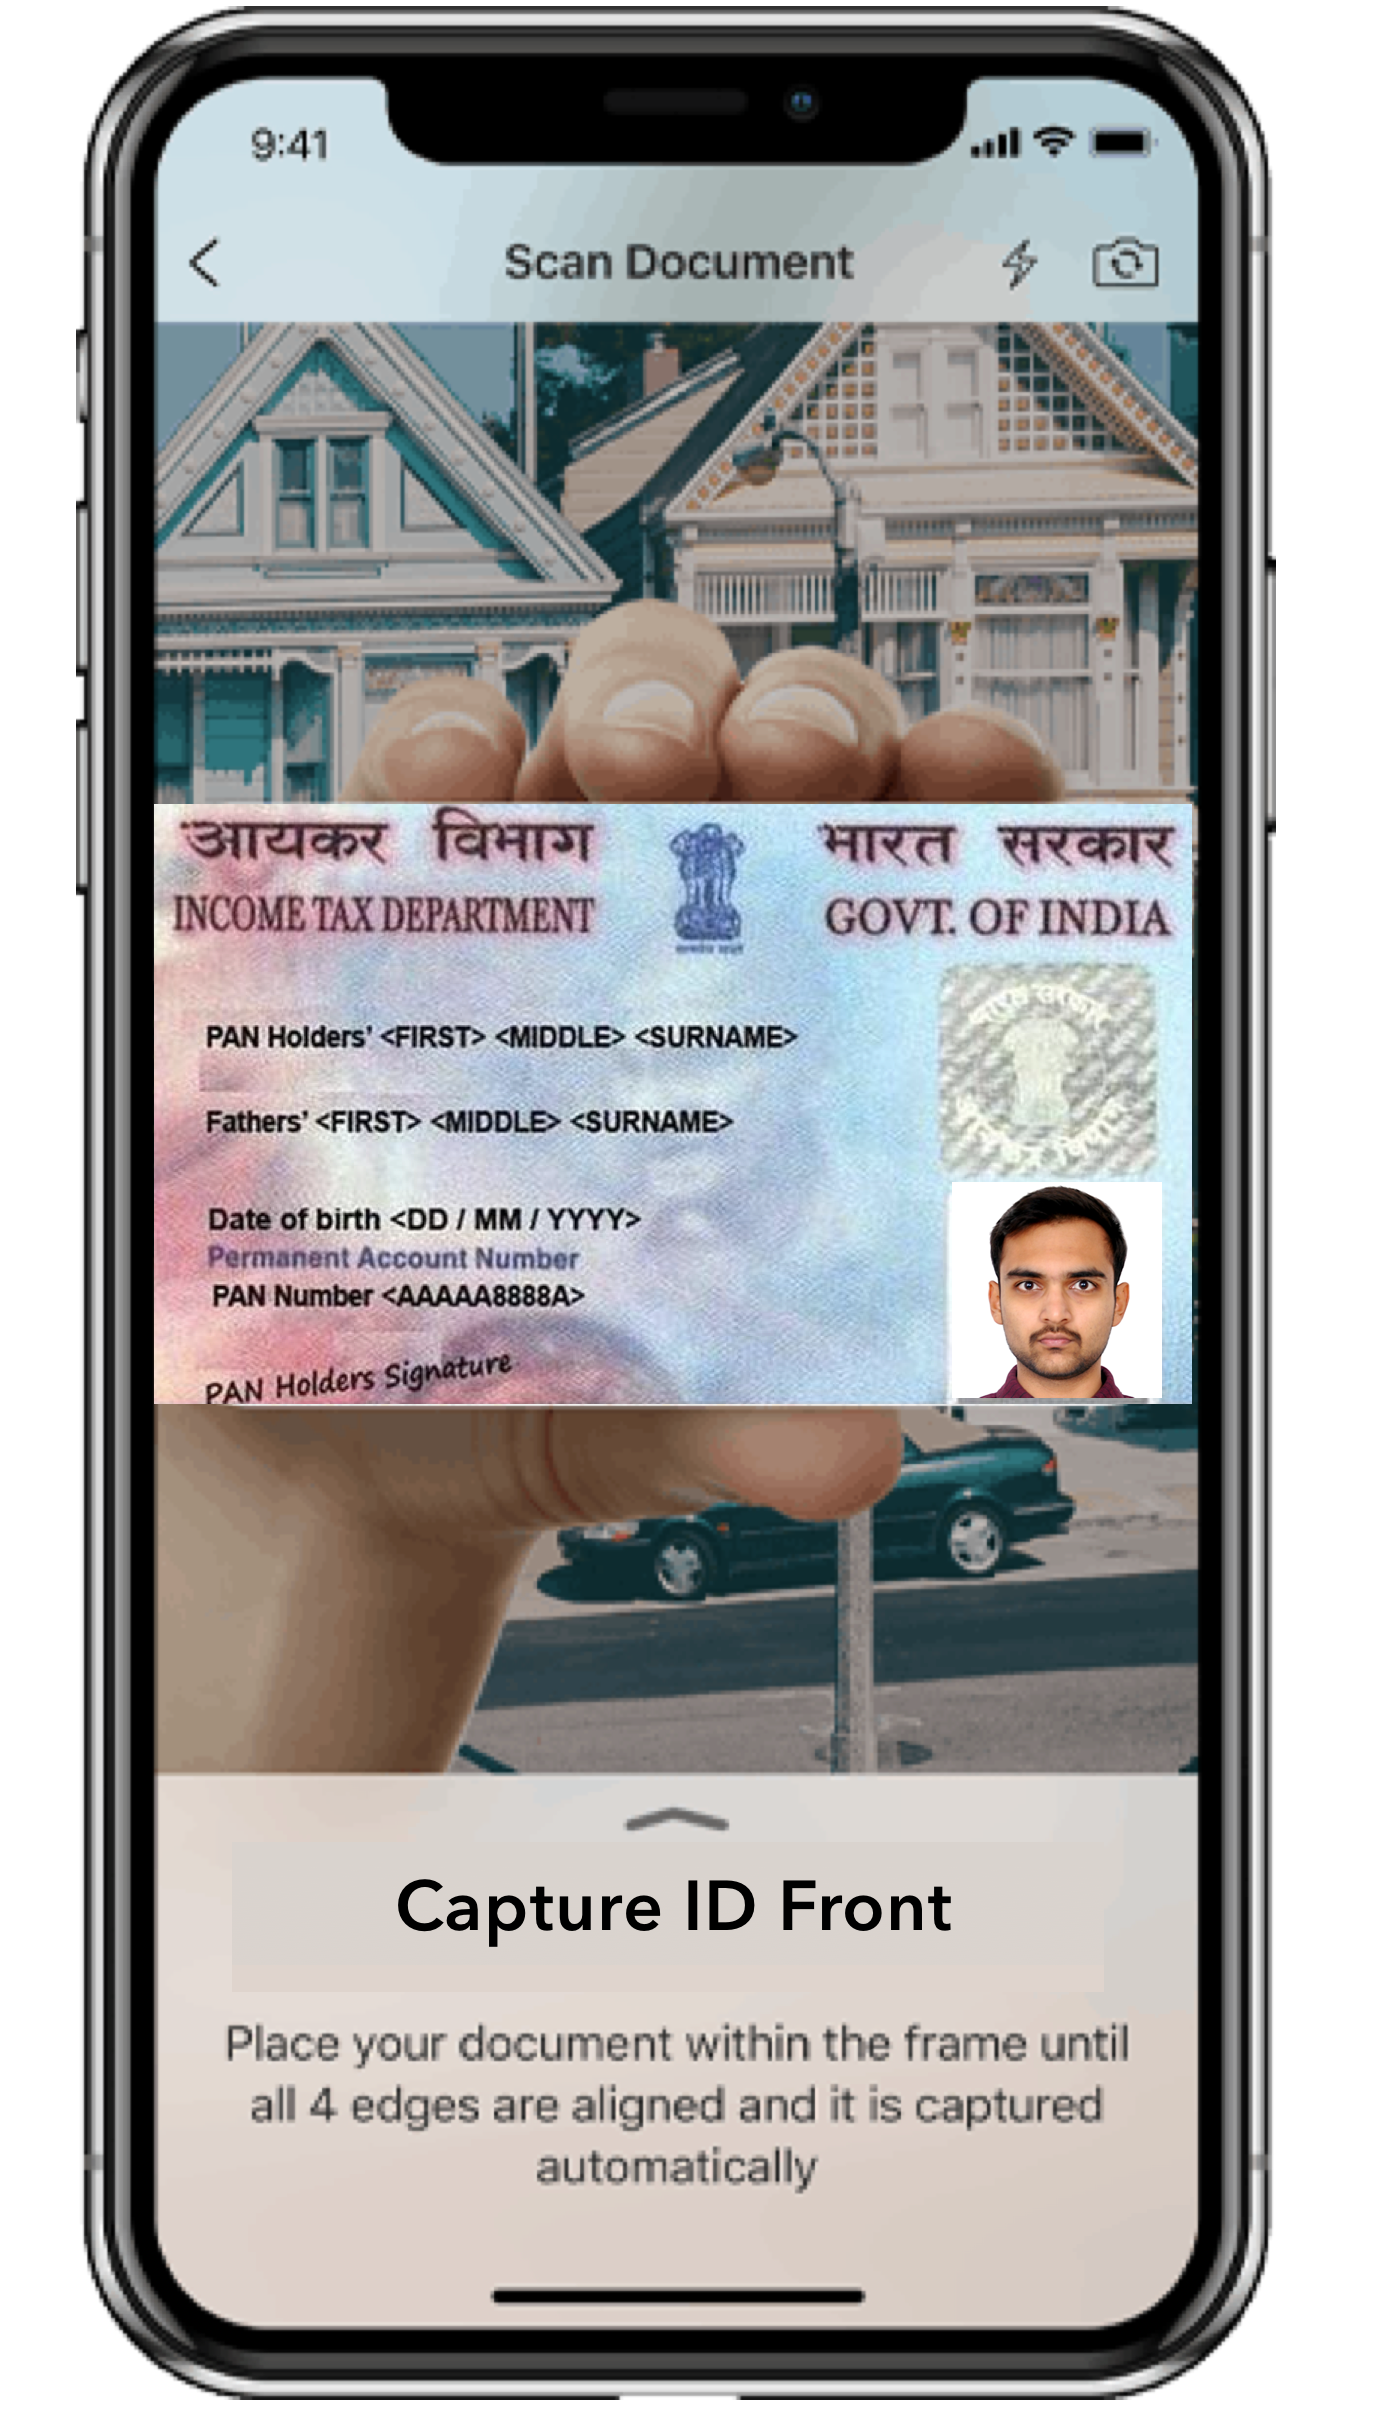 9:41
Scan Document
आयकर विभाग
INCOME TAX DEPARTMENT
भारत सरकार
GOVT. OF INDIA
भारत सरकार
PAN Holders' <FIRST> <MIDDLE> <SURNAME>
Fathers' <FIRST> <MIDDLE> <SURNAME>
Date of birth <DD / MM / YYYY>
Permanent Account Number
PAN Number <AAAAA8888A>
PAN Holders Signature
Capture ID Front
Place your document within the frame until
all 4 edges are aligned and it is captured
automatically